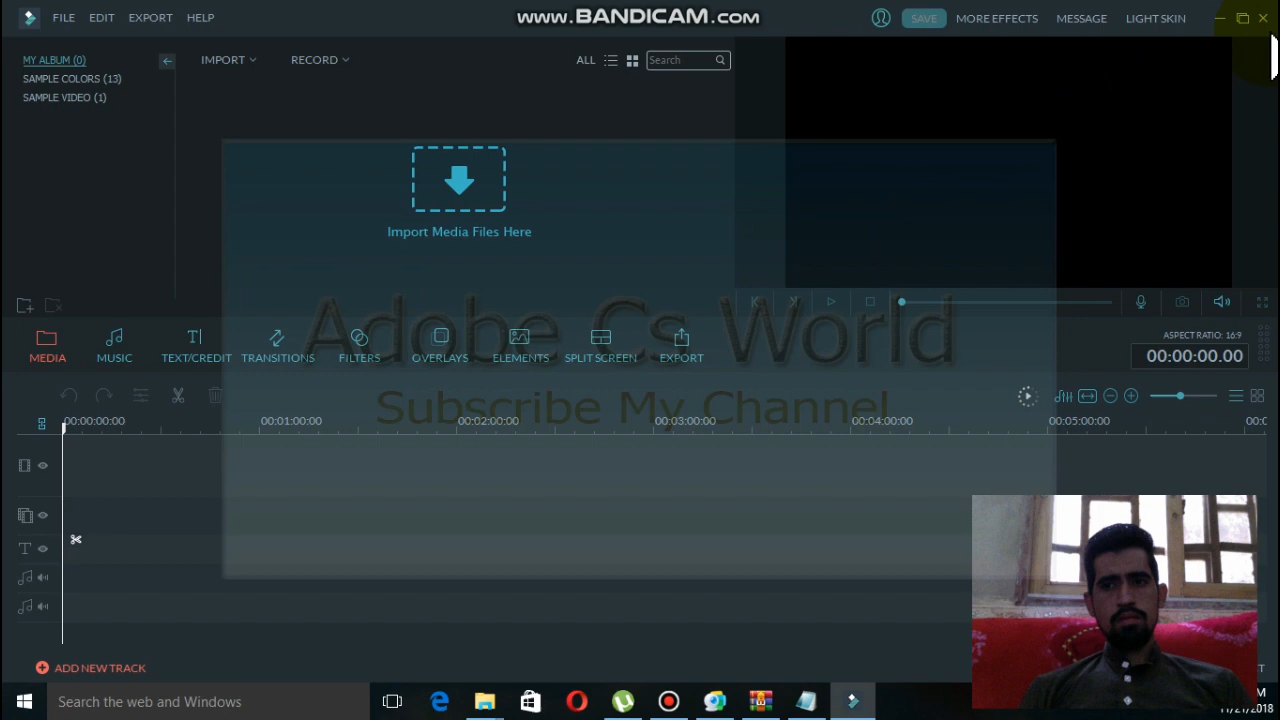 FILE EDIT EXPORT HELP
www.BANDICAM.com
SAVE MORE EFFECTS MESSAGE LIGHT SKIN
MY ALBUM (0)
SAMPLE COLORS (13)
SAMPLE VIDEO (1)
IMPORT RECORD ALL Search
Import Media Files Here
Adobe Cs World
Subscribe My Channel
MEDIA MUSIC TEXT/CREDIT TRANSITIONS FILTERS OVERLAYS ELEMENTS SPLIT SCREEN EXPORT
ASPECT RATIO: 16:9
00:00:00.00
00:00:00:00 00:01:00:00 00:02:00:00 00:03:00:00 00:04:00:00 00:05:00:00
ADD NEW TRACK
Search the web and Windows
11/21/2018